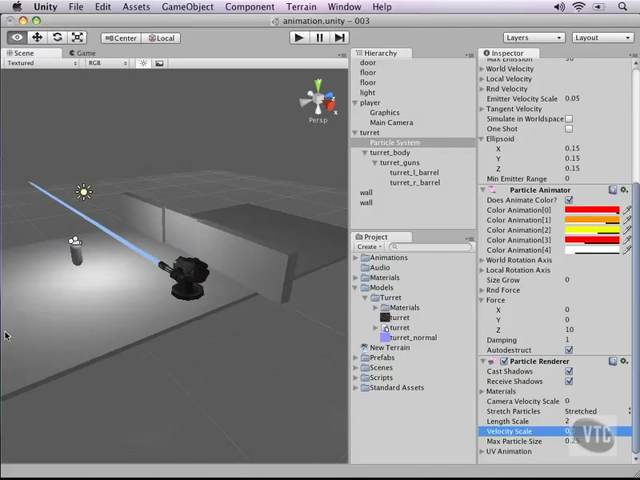 Unity File Edit Assets GameObject Component Terrain Window Help
animation.unity - 003
Center Local Layers Layout
Scene Game Hierarchy Inspector
Textured RGB
Persp
door
floor
floor
light
player
Graphics
Main Camera
turret
Particle System
turret_body
turret_guns
turret_l_barrel
turret_r_barrel
wall
wall
Project
Create
Animations
Audio
Materials
Models
Turret
Materials
turret
turret
turret_normal
New Terrain
Prefabs
Scenes
Scripts
Standard Assets
World Velocity
Local Velocity
Rnd Velocity
Emitter Velocity Scale 0.05
Tangent Velocity
Simulate in Worldspace
One Shot
Ellipsoid
X 0.15
Y 0.15
Z 0.15
Min Emitter Range 0
Particle Animator
Does Animate Color?
Color Animation[0]
Color Animation[1]
Color Animation[2]
Color Animation[3]
Color Animation[4]
World Rotation Axis
Local Rotation Axis
Size Grow 0
Rnd Force
Force
X 0
Y 0
Z 10
Damping 1
Autodestruct
Particle Renderer
Cast Shadows
Receive Shadows
Materials
Camera Velocity Scale 0
Stretch Particles Stretched
Length Scale 2
Velocity Scale
Max Particle Size 0.25
UV Animation
VTC